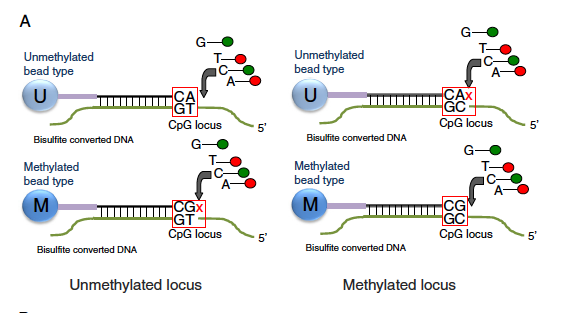 A
Unmethylated
bead type
U
G
T
C
A
CA
GT
CpG locus
5'
Bisulfite converted DNA
Methylated
bead type
M
G
T
C
A
CGx
GT
CpG locus
5'
Bisulfite converted DNA
Unmethylated locus
Unmethylated
bead type
U
G
T
C
A
CAx
GC
CpG locus
5'
Bisulfite converted DNA
Methylated
bead type
M
G
T
C
A
CG
GC
CpG locus
5'
Bisulfite converted DNA
Methylated locus